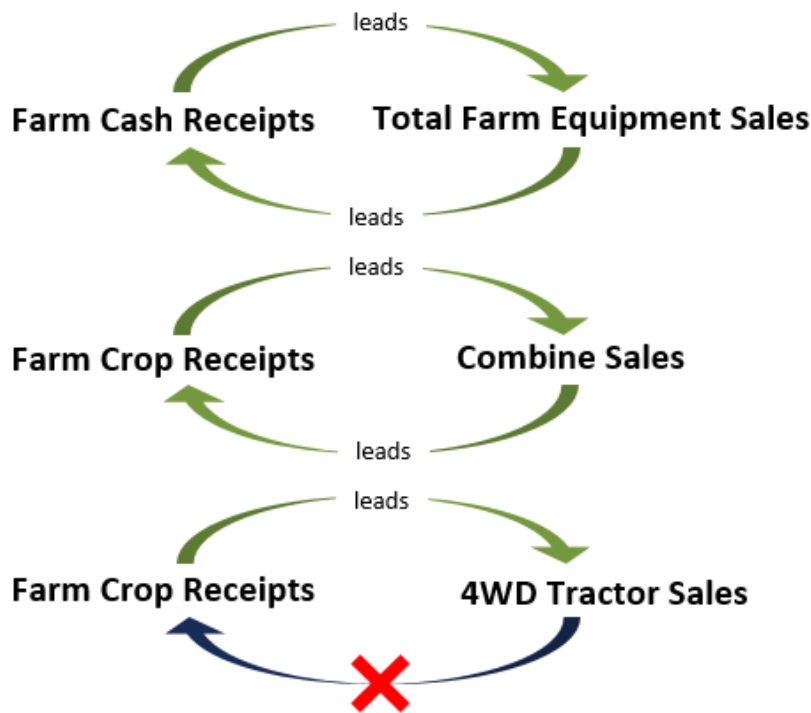 leads
Farm Cash Receipts Total Farm Equipment Sales
leads
leads
Farm Crop Receipts Combine Sales
leads
leads
Farm Crop Receipts 4WD Tractor Sales